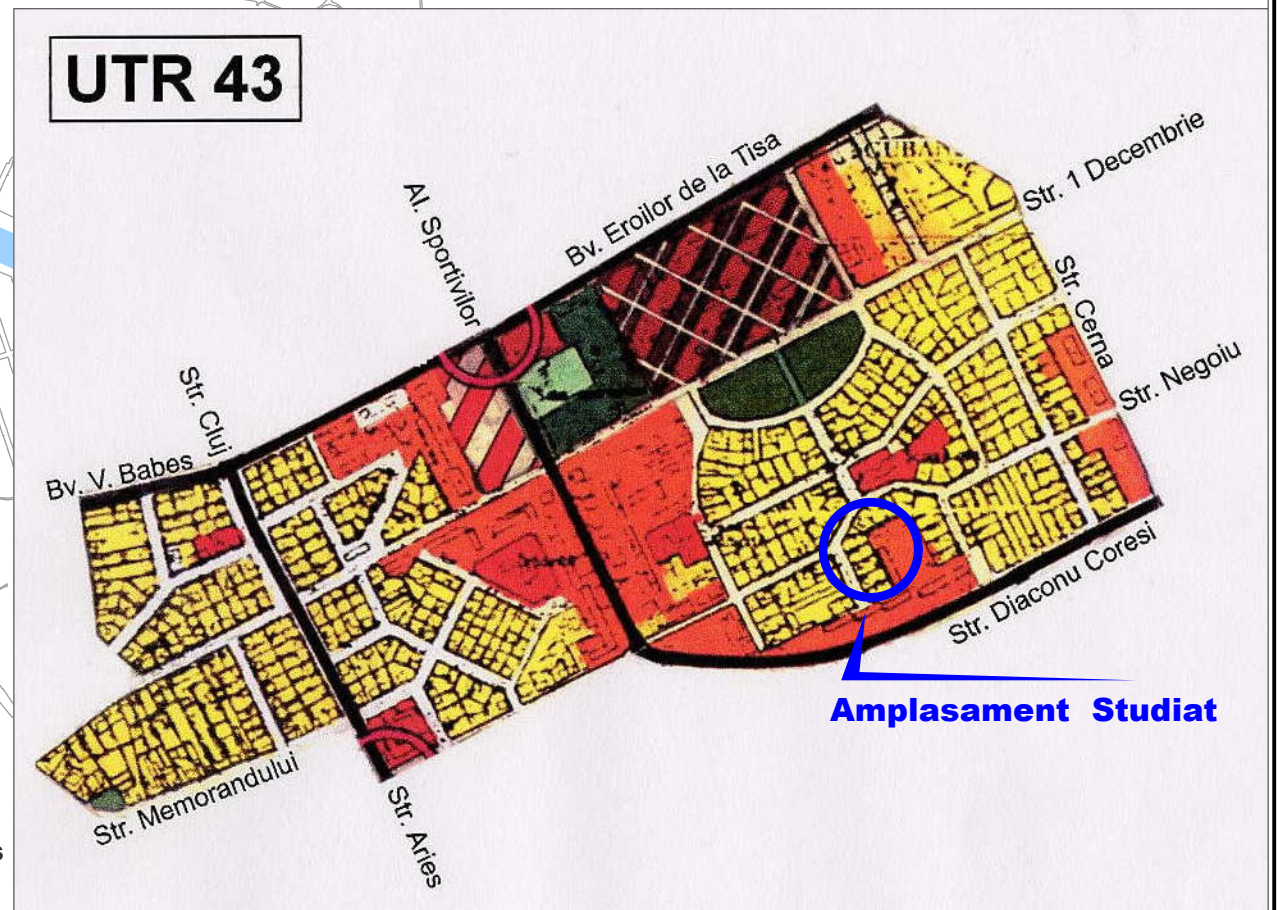 UTR 43
Bv. Eroilor de la Tisa
Str. 1 Decembrie
Al. Sportivilor
Str. Cerna
Str. Cluj
Str. Negoiu
Bv. V. Babes
Str. Diaconu Coresi
Amplasament Studiat
Str. Memorandului
Str. Aries